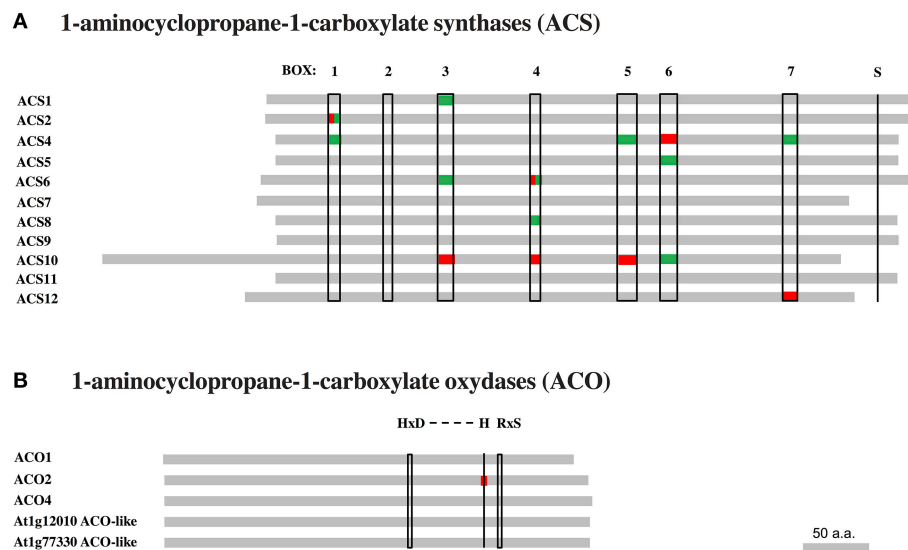 A 1-aminocyclopropane-1-carboxylate synthases (ACS)
BOX: 1 2 3 4 5 6 7 S
ACS1
ACS2
ACS4
ACS5
ACS6
ACS7
ACS8
ACS9
ACS10
ACS11
ACS12
B 1-aminocyclopropane-1-carboxylate oxydases (ACO)
HxD ---- H RxS
ACO1
ACO2
ACO4
At1g12010 ACO-like
At1g77330 ACO-like
50 a.a.